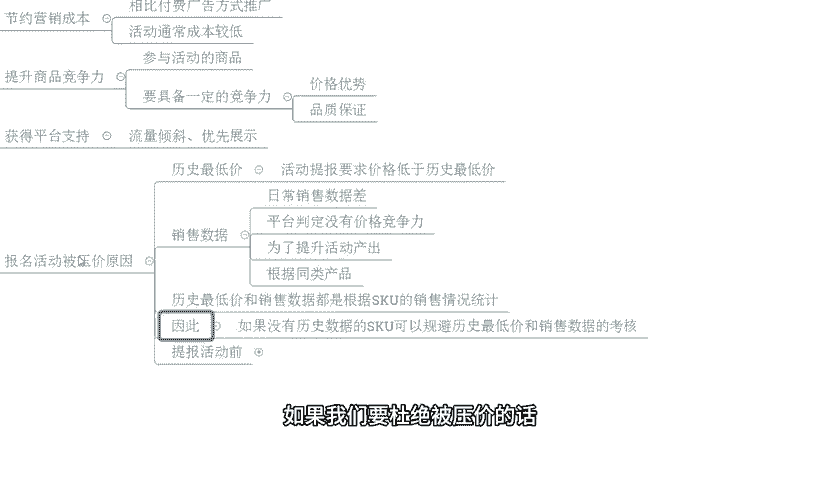 相比付费广告方式推广
节约营销成本
活动通常成本较低
参与活动的商品
提升商品竞争力
价格优势
要具备一定的竞争力
品质保证
获得平台支持
流量倾斜、优先展示
历史最低价
活动提报要求价格低于历史最低价
日常销售数据差
平台判定没有价格竞争力
销售数据
为了提升活动产出
报名活动被压价原因
根据同类产品
历史最低价和销售数据都是根据SKU的销售情况统计
因此
如果没有历史数据的SKU可以规避历史最低价和销售数据的考核
提报活动前
如果我们要杜绝被压价的话